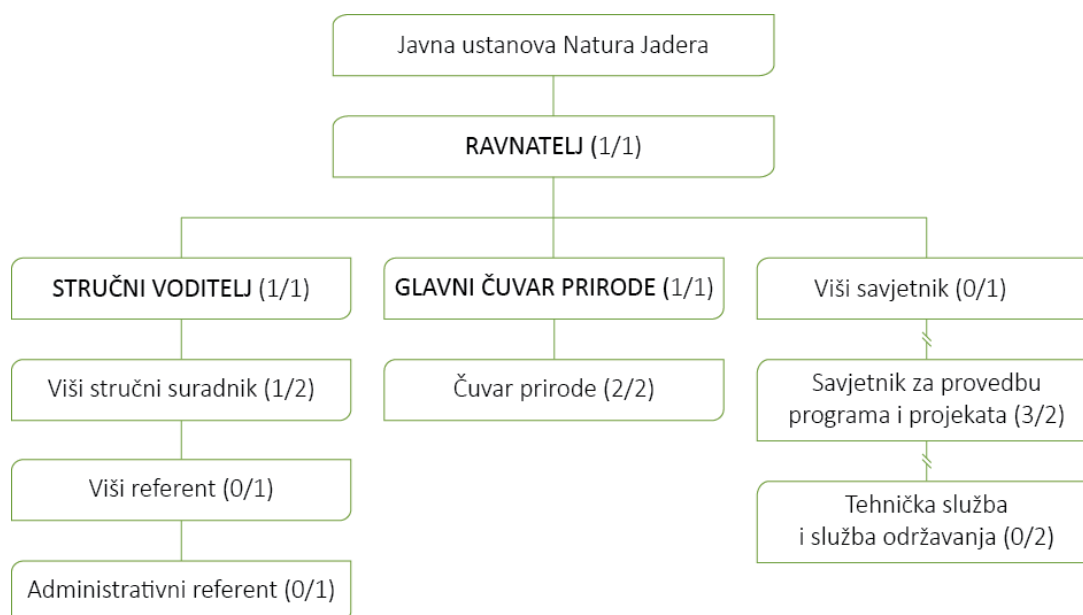 Javna ustanova Natura Jadera
RAVNATELJ (1/1)
STRUČNI VODITELJ (1/1)
GLAVNI ČUVAR PRIRODE (1/1)
Viši savjetnik (0/1)
Viši stručni suradnik (1/2)
Čuvar prirode (2/2)
Savjetnik za provedbu
programa i projekata (3/2)
Viši referent (0/1)
Tehnička služba
i služba održavanja (0/2)
Administrativni referent (0/1)